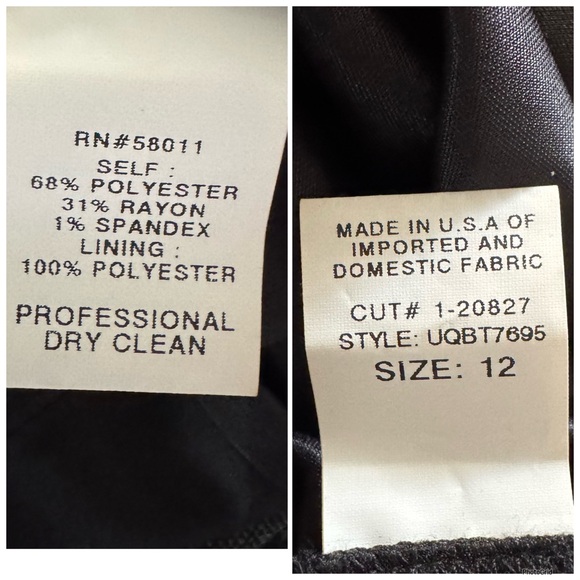 RN#58011
SELF :
68% POLYESTER
31% RAYON
1% SPANDEX
LINING :
100% POLYESTER
PROFESSIONAL
DRY CLEAN
MADE IN U.S.A OF
IMPORTED AND
DOMESTIC FABRIC
CUT# 1-20827
STYLE: UQBT7695
SIZE: 12